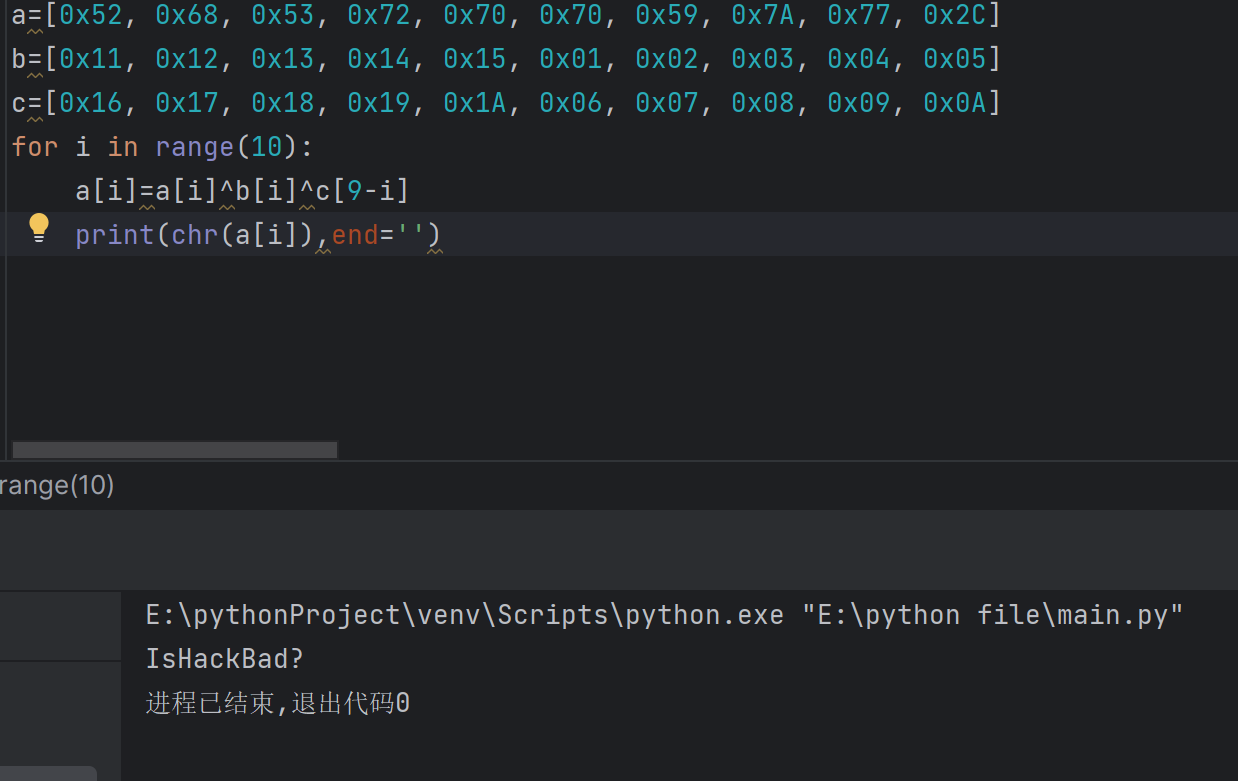 a=[0x52, 0x68, 0x53, 0x72, 0x70, 0x70, 0x59, 0x7A, 0x77, 0x2C]
b=[0x11, 0x12, 0x13, 0x14, 0x15, 0x01, 0x02, 0x03, 0x04, 0x05]
c=[0x16, 0x17, 0x18, 0x19, 0x1A, 0x06, 0x07, 0x08, 0x09, 0x0A]
for i in range(10):
    a[i]=a[i]^b[i]^c[9-i]
    print(chr(a[i]),end='')
range(10)
E:\pythonProject\venv\Scripts\python.exe "E:\python file\main.py"
IsHackBad?
进程已结束,退出代码0